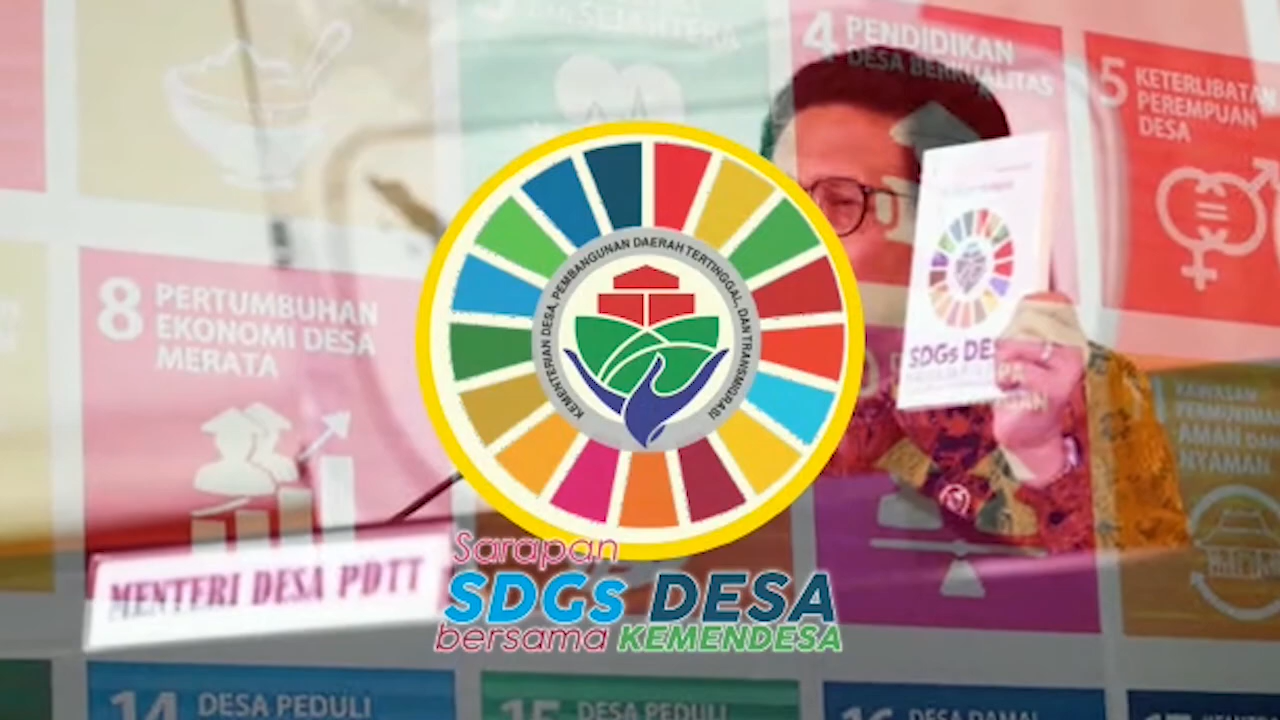 4 PENDIDIKAN
DESA BERKUALITAS
5 KETERLIBATAN
PEREMPUAN
DESA
8 PERTUMBUHAN
EKONOMI DESA
MERATA
KEMENTERIAN DESA, PEMBANGUNAN DAERAH TERTINGGAL, DAN TRANSMIGRASI
SDGs DESA
KAWASAN
PERMUKIMAN
AMAN DAN
NYAMAN
MENTERI DESA PDTT
Sarapan
SDGs DESA
bersama KEMENDESA
14 DESA PEDULI
15 DESA PEDULI
16 DESA DAMAI